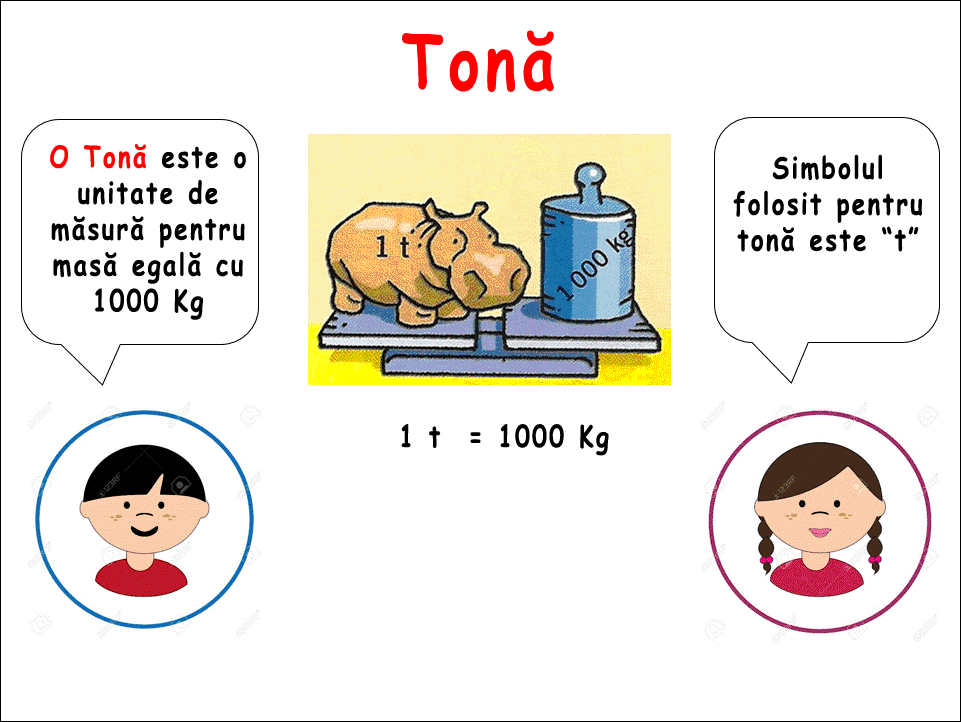 Tonă
O Tonă este o
unitate de
măsură pentru
masă egală cu
1000 Kg
1 t
1 000 kg
Simbolul
folosit pentru
tonă este “t”
1 t = 1000 Kg